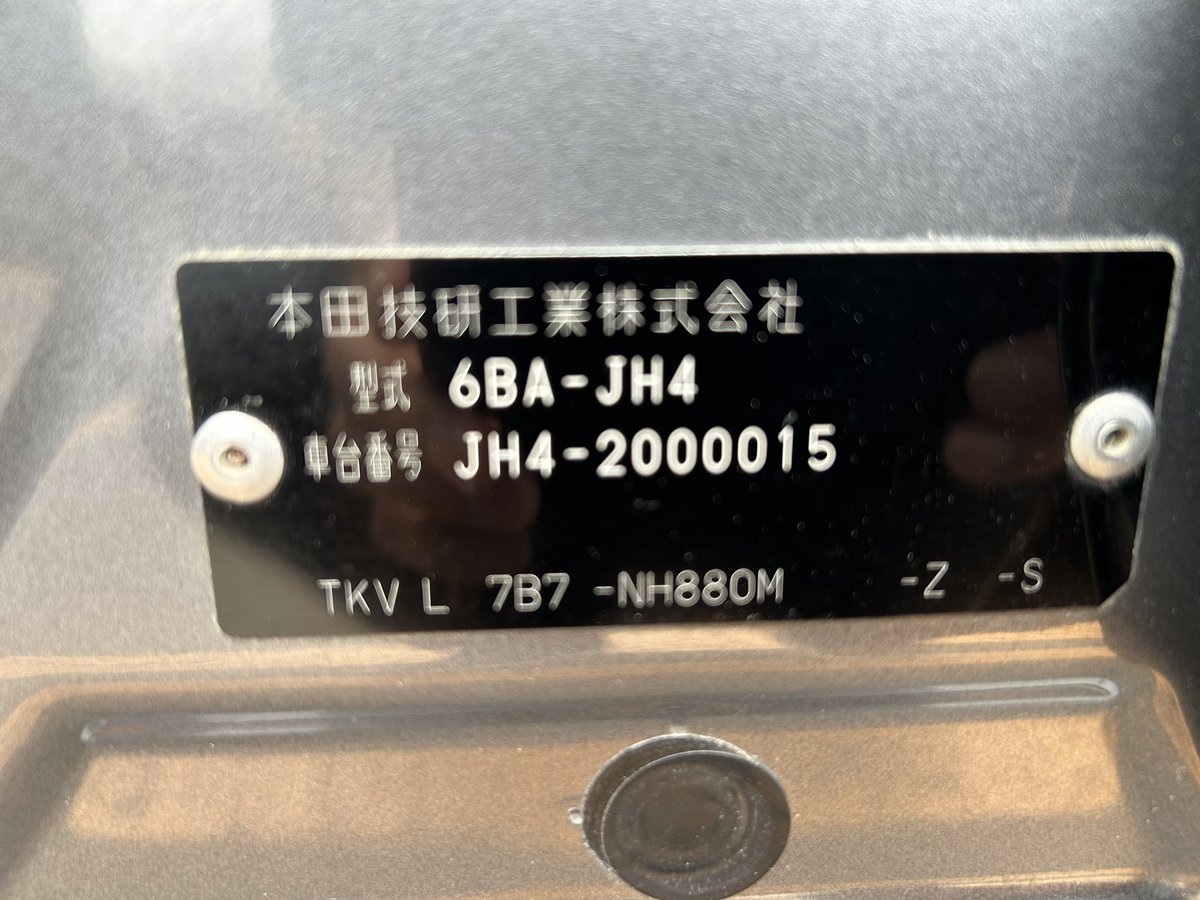 本田技研工業株式会社
型式 6BA-JH4
車台番号 JH4-2000015
TKV L 7B7 -NH880M -Z -S